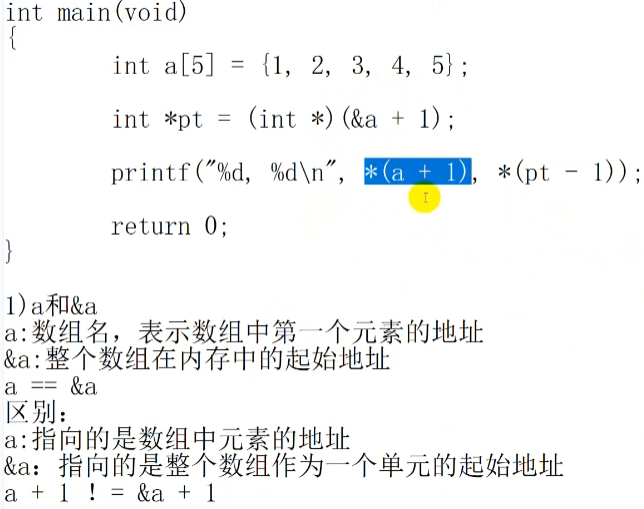 int main(void)
{
int a[5] = {1, 2, 3, 4, 5};
int *pt = (int *)(&a + 1);
printf("%d, %d\n", *(a + 1), *(pt - 1));
return 0;
}
1)a和&a
a:数组名，表示数组中第一个元素的地址
&a:整个数组在内存中的起始地址
a == &a
区别：
a:指向的是数组中元素的地址
&a：指向的是整个数组作为一个单元的起始地址
a + 1 ！= &a + 1